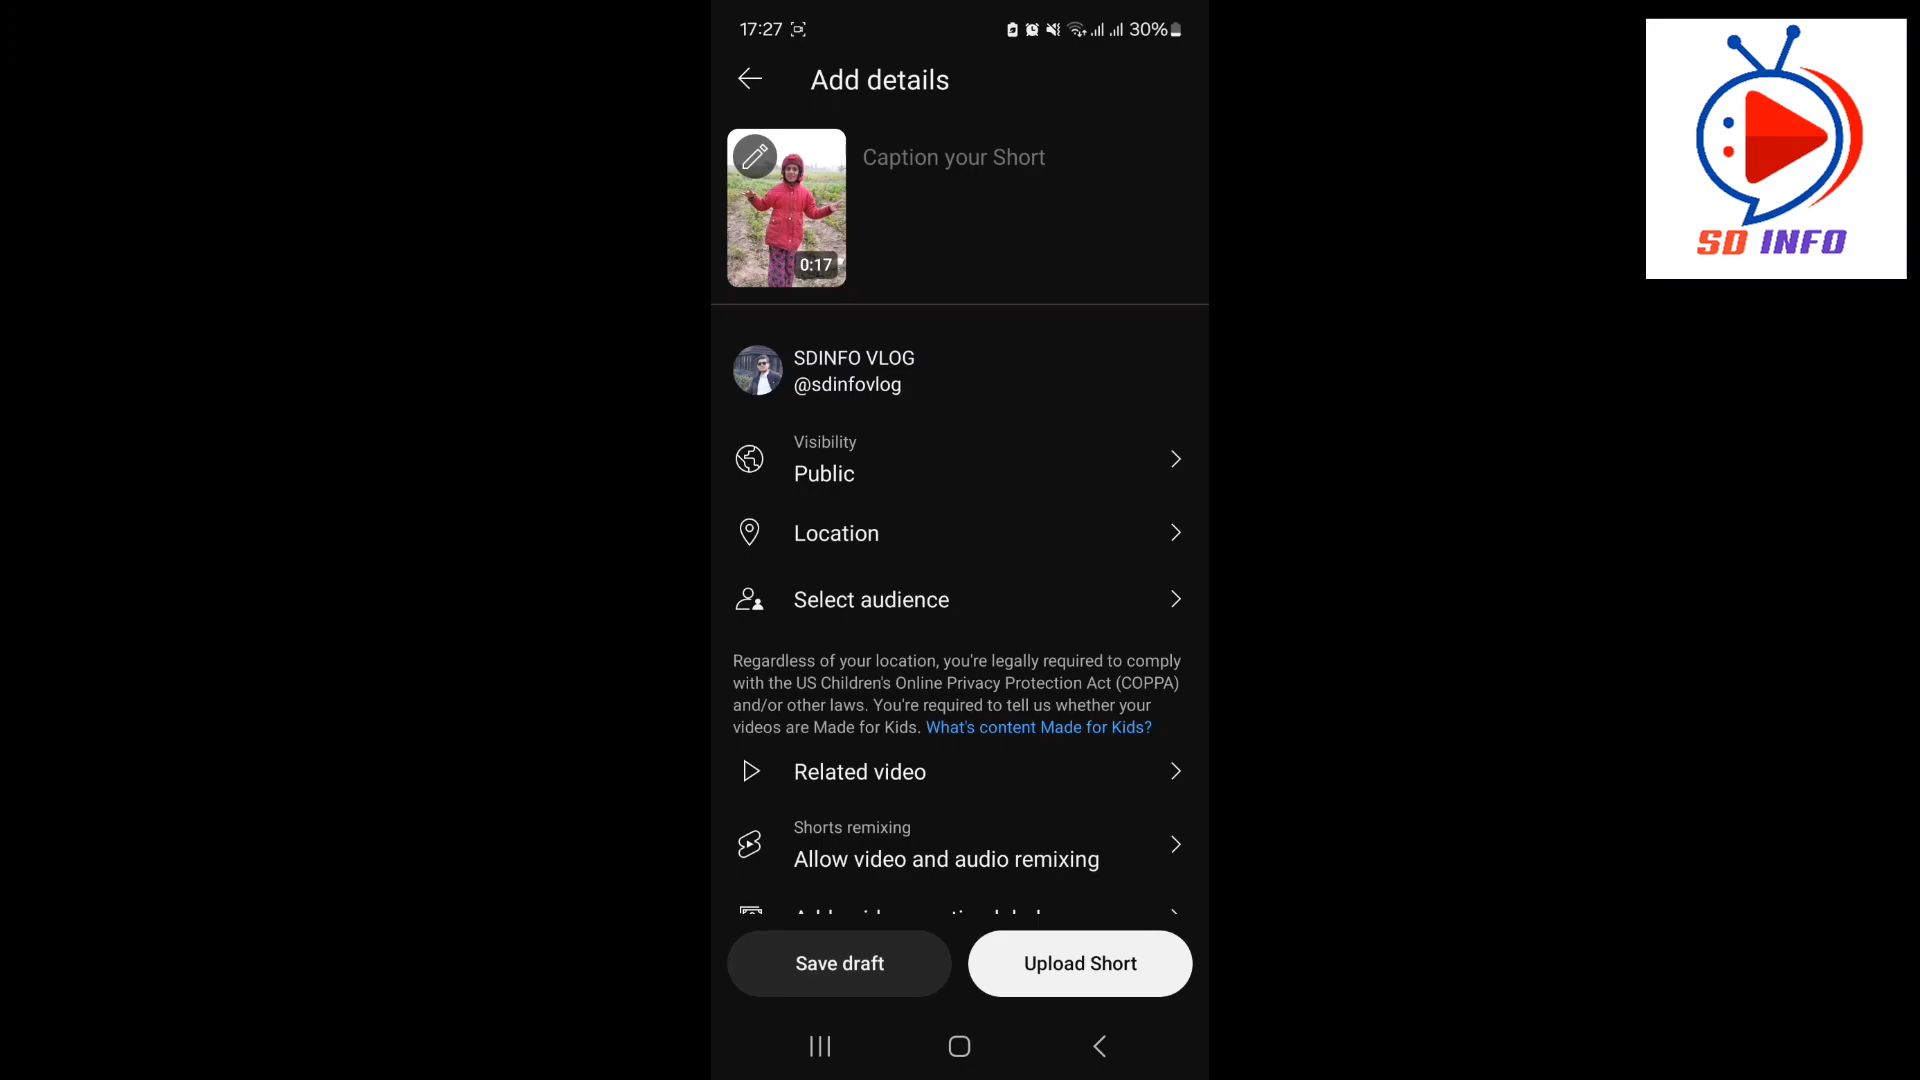 17:27
30%
Add details
Caption your Short
0:17
SDINFO VLOG
@sdinfovlog
Visibility
Public
Location
Select audience
Regardless of your location, you're legally required to comply
with the US Children's Online Privacy Protection Act (COPPA)
and/or other laws. You're required to tell us whether your
videos are Made for Kids. What's content Made for Kids?
Related video
Shorts remixing
Allow video and audio remixing
Save draft
Upload Short
SD INFO